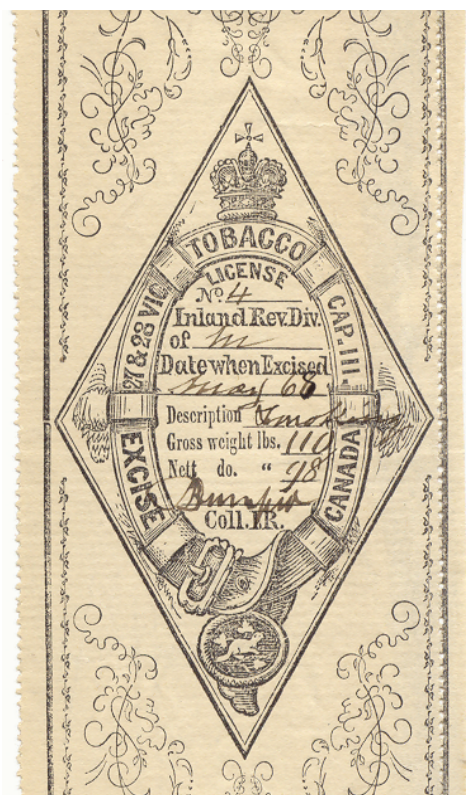 TOBACCO
27 & 28 VIC
CAP. III
EXCISE
CANADA
LICENSE
No 4
Inland Rev. Div.
of M
Date when Excised
May 68
Description Smoking
Gross weight lbs. 110
Nett do. " 98
Coll. I.R.